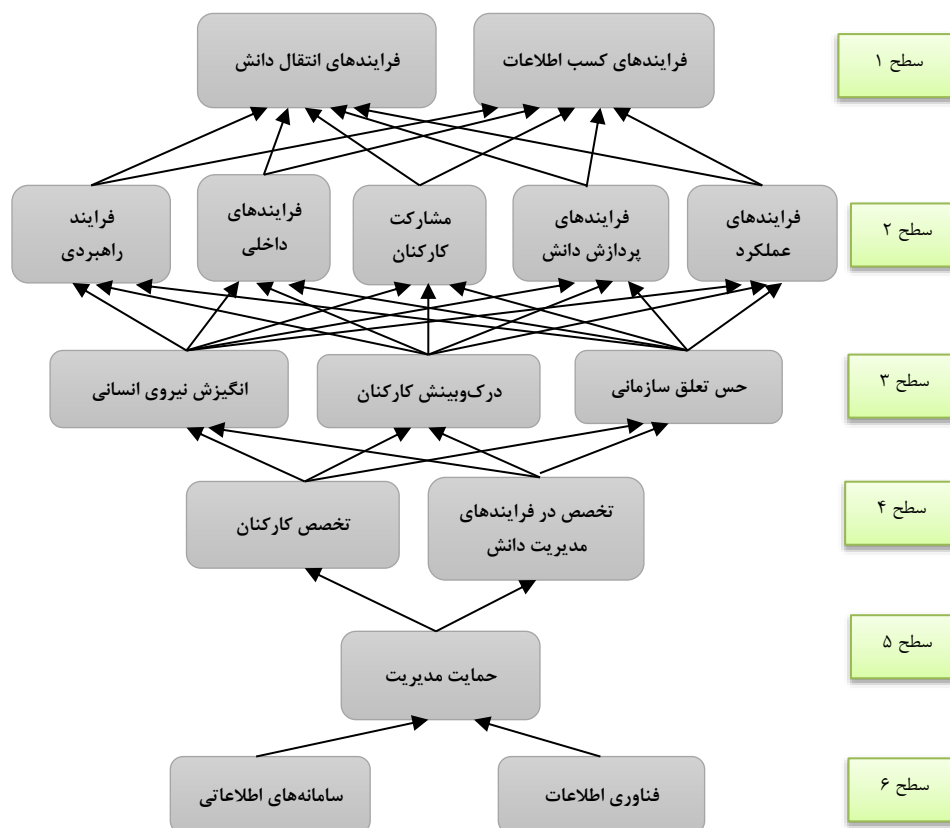 فرایندهای کسب اطلاعات
فرایندهای انتقال دانش
سطح ۱
فرایندهای
عملکرد
فرایندهای
پردازش دانش
مشارکت
کارکنان
فرایندهای
داخلی
فرایند
راهبردی
سطح ۲
حس تعلق سازمانی
درک‌وبینش کارکنان
انگیزش نیروی انسانی
سطح ۳
تخصص در فرایندهای
مدیریت دانش
تخصص کارکنان
سطح ۴
حمایت مدیریت
سطح ۵
فناوری اطلاعات
سامانه‌های اطلاعاتی
سطح ۶